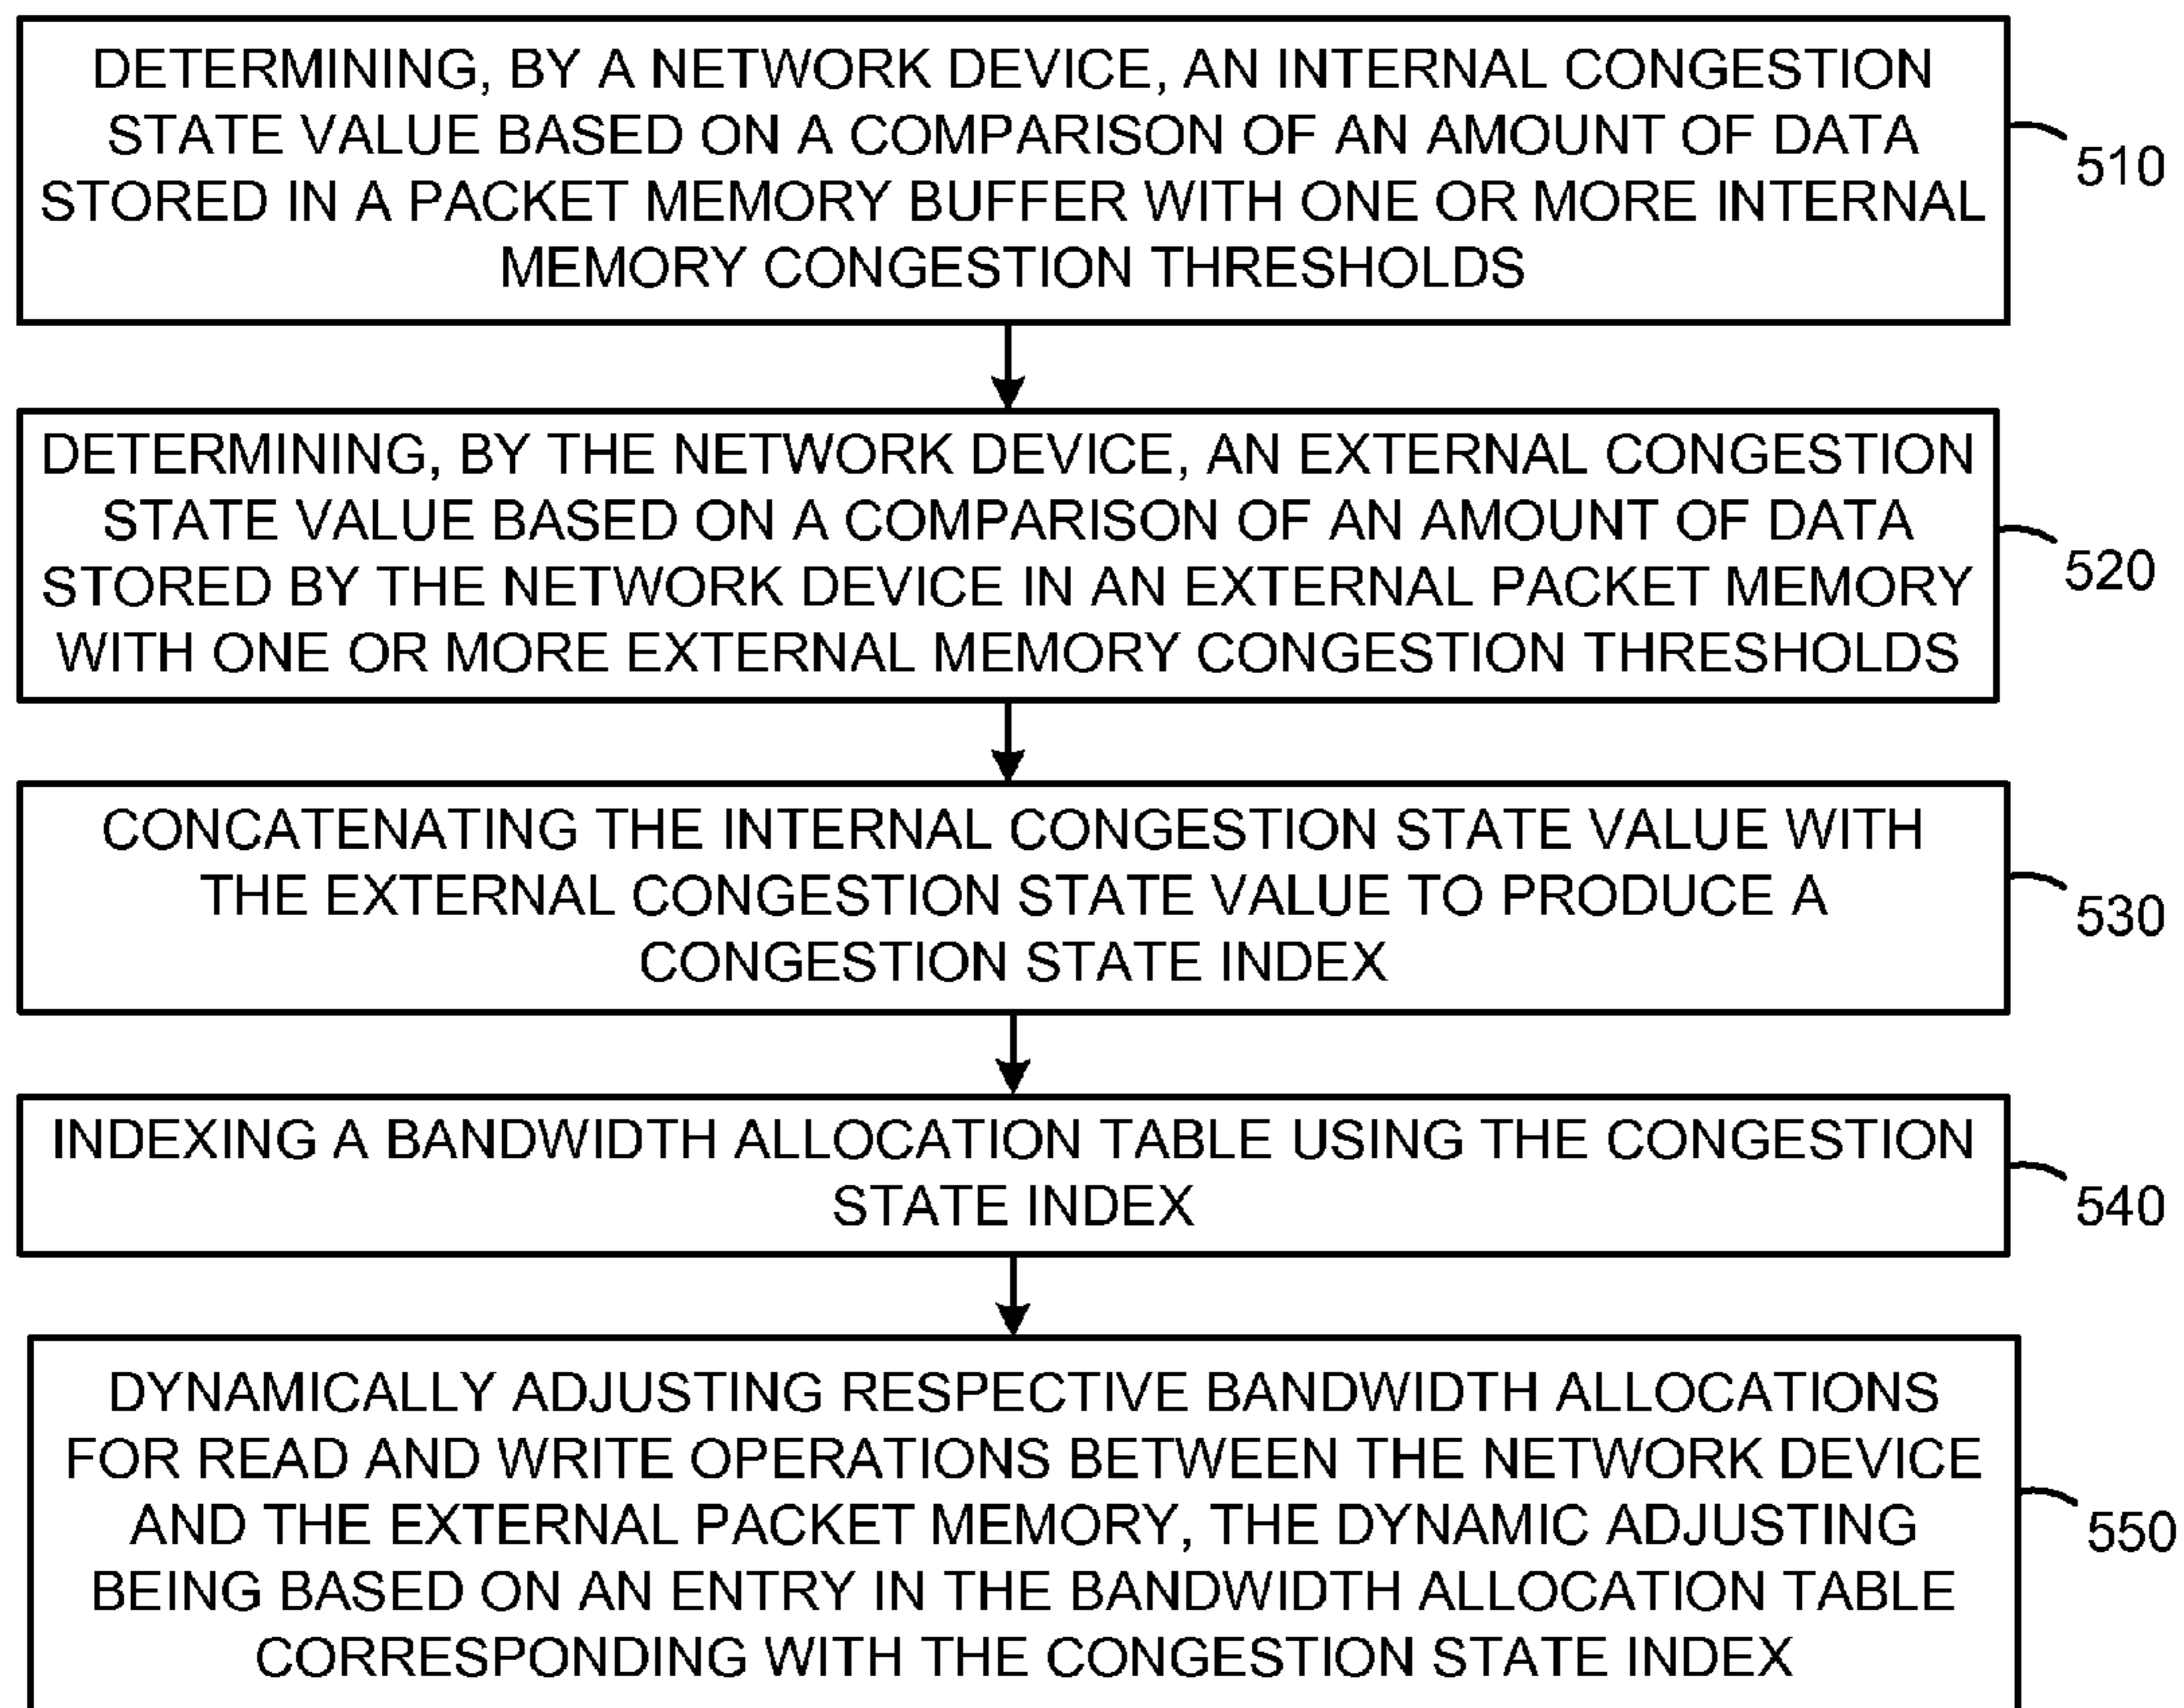 DETERMINING, BY A NETWORK DEVICE, AN INTERNAL CONGESTION
STATE VALUE BASED ON A COMPARISON OF AN AMOUNT OF DATA
STORED IN A PACKET MEMORY BUFFER WITH ONE OR MORE INTERNAL
MEMORY CONGESTION THRESHOLDS
510
DETERMINING, BY THE NETWORK DEVICE, AN EXTERNAL CONGESTION
STATE VALUE BASED ON A COMPARISON OF AN AMOUNT OF DATA
STORED BY THE NETWORK DEVICE IN AN EXTERNAL PACKET MEMORY
WITH ONE OR MORE EXTERNAL MEMORY CONGESTION THRESHOLDS
520
CONCATENATING THE INTERNAL CONGESTION STATE VALUE WITH
THE EXTERNAL CONGESTION STATE VALUE TO PRODUCE A
CONGESTION STATE INDEX
530
INDEXING A BANDWIDTH ALLOCATION TABLE USING THE CONGESTION
STATE INDEX
540
DYNAMICALLY ADJUSTING RESPECTIVE BANDWIDTH ALLOCATIONS
FOR READ AND WRITE OPERATIONS BETWEEN THE NETWORK DEVICE
AND THE EXTERNAL PACKET MEMORY, THE DYNAMIC ADJUSTING
BEING BASED ON AN ENTRY IN THE BANDWIDTH ALLOCATION TABLE
CORRESPONDING WITH THE CONGESTION STATE INDEX
550